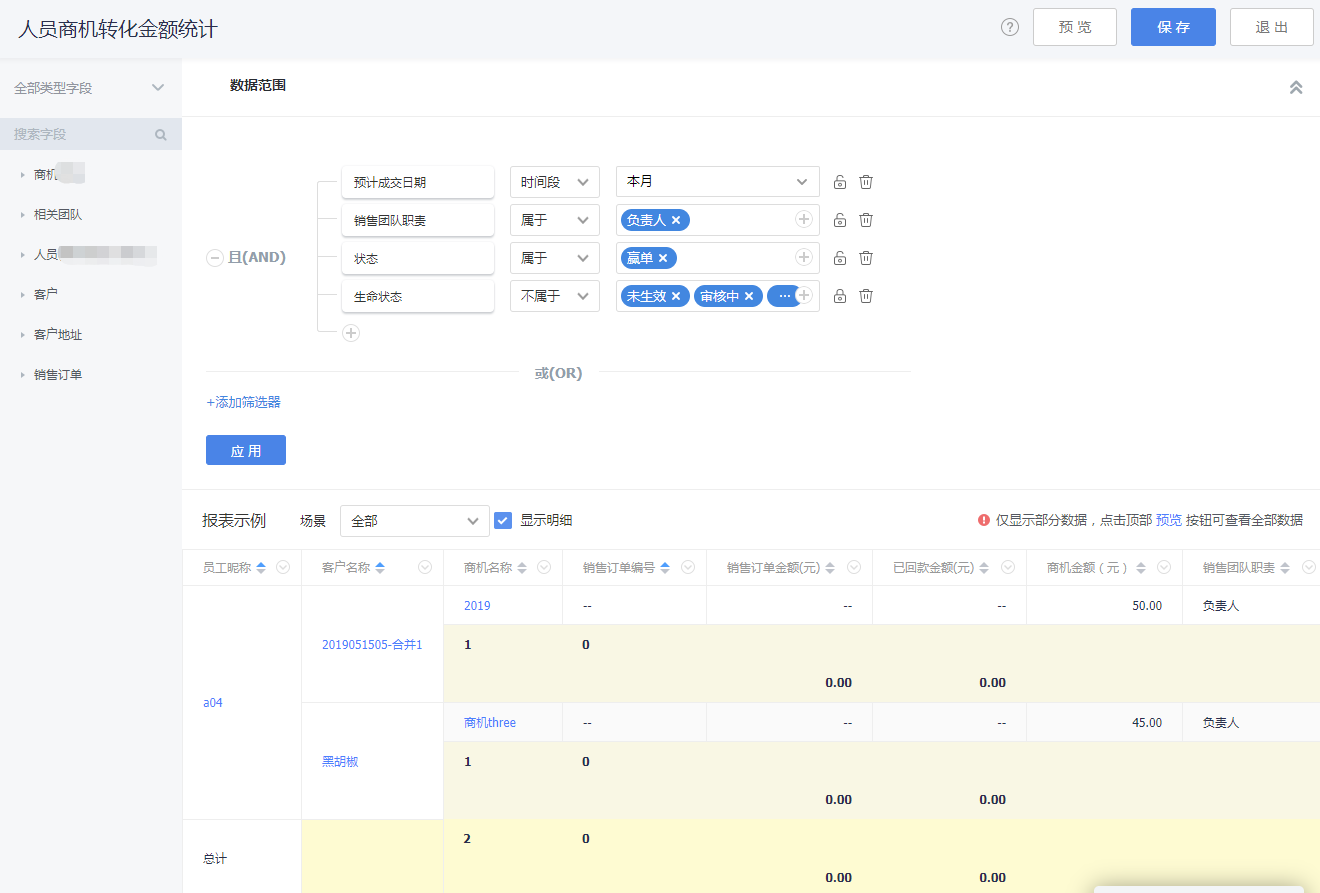 人员商机转化金额统计
?
预 览
保 存
退 出
全部类型字段
搜索字段
商机
相关团队
人员
客户
客户地址
销售订单
数据范围
且(AND)
预计成交日期 时间段 本月
销售团队职责 属于 负责人 ×
状态 属于 赢单 ×
生命状态 不属于 未生效 × 审核中 × ...
或(OR)
+添加筛选器
应 用
报表示例 场景 全部 显示明细 仅显示部分数据，点击顶部 预览 按钮可查看全部数据
员工昵称 客户名称 商机名称 销售订单编号 销售订单金额(元) 已回款金额(元) 商机金额（元） 销售团队职责
2019 -- -- -- 50.00 负责人
2019051505-合并1 1 0
0.00 0.00
a04
商机three -- -- -- 45.00 负责人
黑胡椒 1 0
0.00 0.00
2 0
总计
0.00 0.00